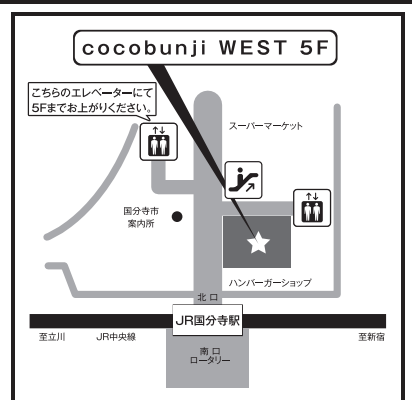 cocobunji WEST 5F
こちらのエレベーターにて
5Fまでお上がりください。
スーパーマーケット
国分寺市
案内所
ハンバーガーショップ
北口
JR国分寺駅
至立川
JR中央線
至新宿
南口
ロータリー